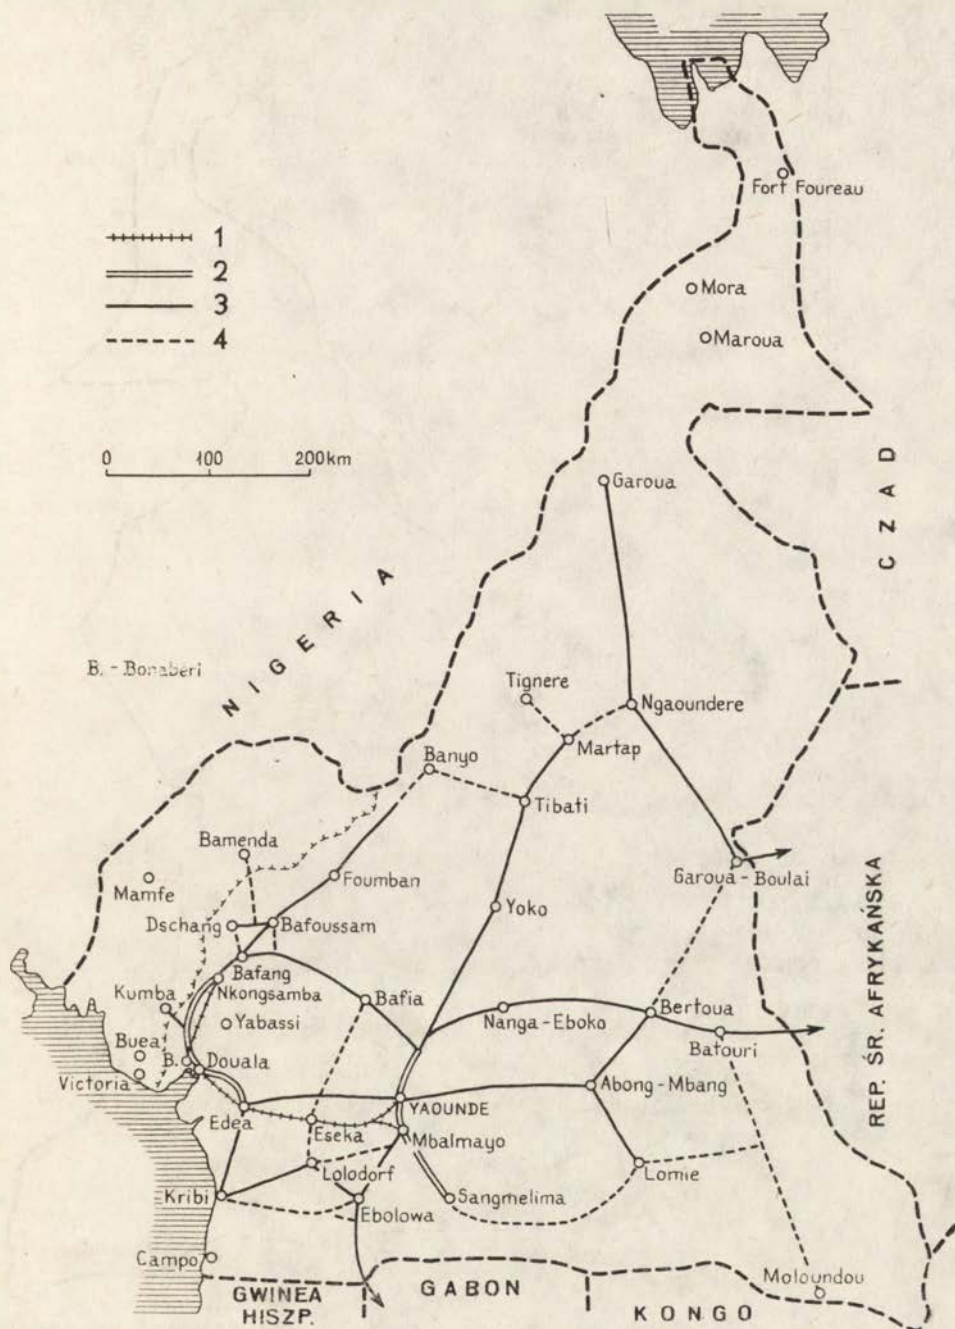 Fort Foureau
1
2
3
4
Mora
Maroua
0 100 200 km
Garoua
CZAD
NIGERIA
B. - Bonaberi
Tignere
Ngaoundere
Martap
Banyo
Tibati
Bamenda
Mamfe
Foumban
Garoua - Boulai
Dschang
Bafoussam
Yoko
REP. ŚR. AFRYKAŃSKA
Bafang
Nkongsamba
Kumba
Bafia
Yabassi
Nanga - Eboko
Bertoua
Batouri
Buea
B.
Douala
Victoria
Abong - Mbang
Edea
YAOUNDE
Eseka
Mbalmayo
Lolodorf
Lomie
Kribi
Sangmelima
Ebolowa
Campo
Moloundou
GWINEA
HISZP.
GABON
KONGO